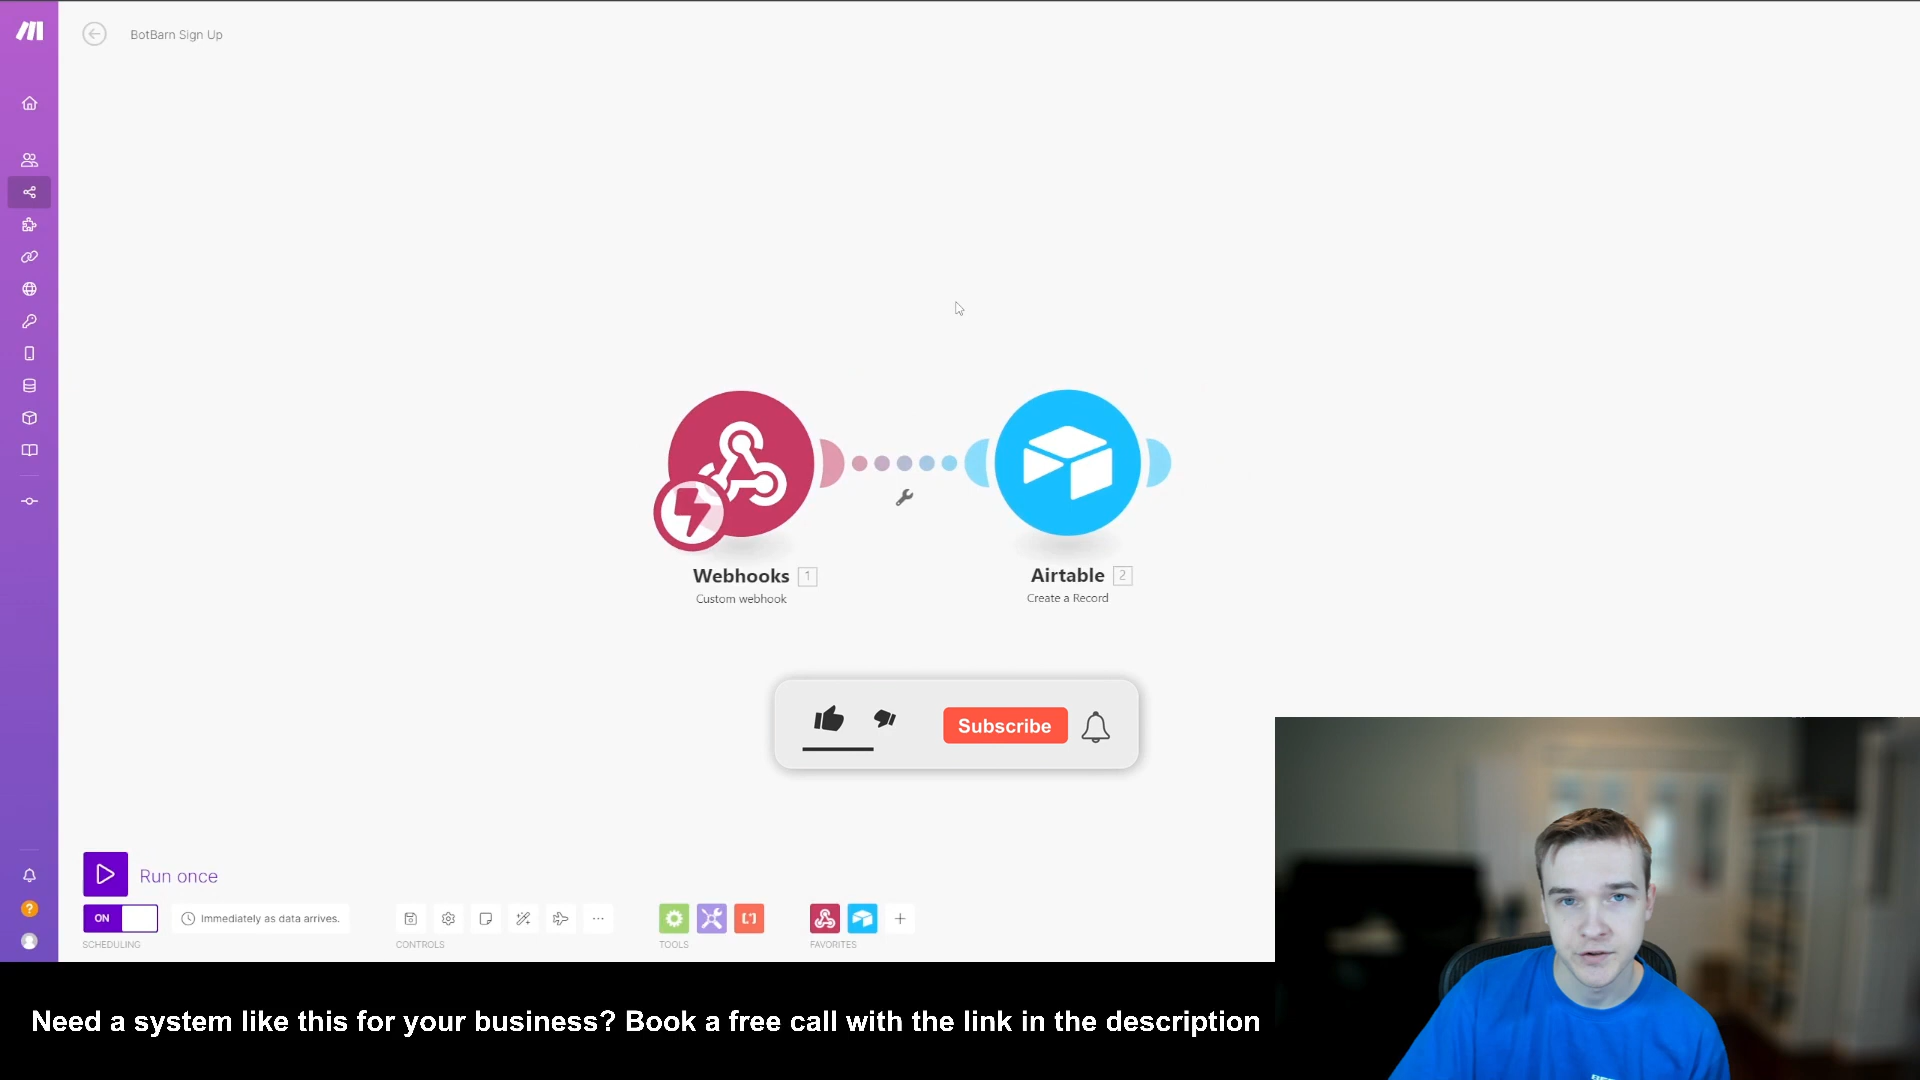 BotBarn Sign Up
Webhooks 1
Custom webhook
Airtable 2
Create a Record
Subscribe
Run once
ON
Immediately as data arrives.
SCHEDULING
CONTROLS
TOOLS
FAVORITES
Need a system like this for your business? Book a free call with the link in the description